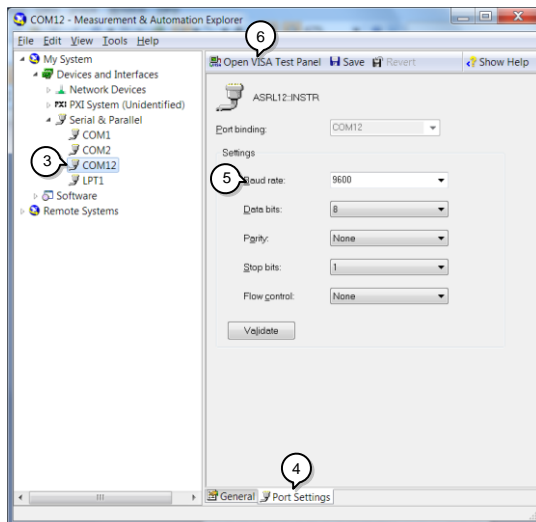 COM12 - Measurement & Automation Explorer
File Edit View Tools Help
6
My System
Devices and Interfaces
Network Devices
PXI PXI System (Unidentified)
Serial & Parallel
COM1
COM2
3
COM12
LPT1
Software
Remote Systems
Open VISA Test Panel Save Revert Show Help
ASRL12::INSTR
Port binding: COM12
Settings
5
Baud rate: 9600
Data bits: 8
Parity: None
Stop bits: 1
Flow control: None
Validate
4
General Port Settings